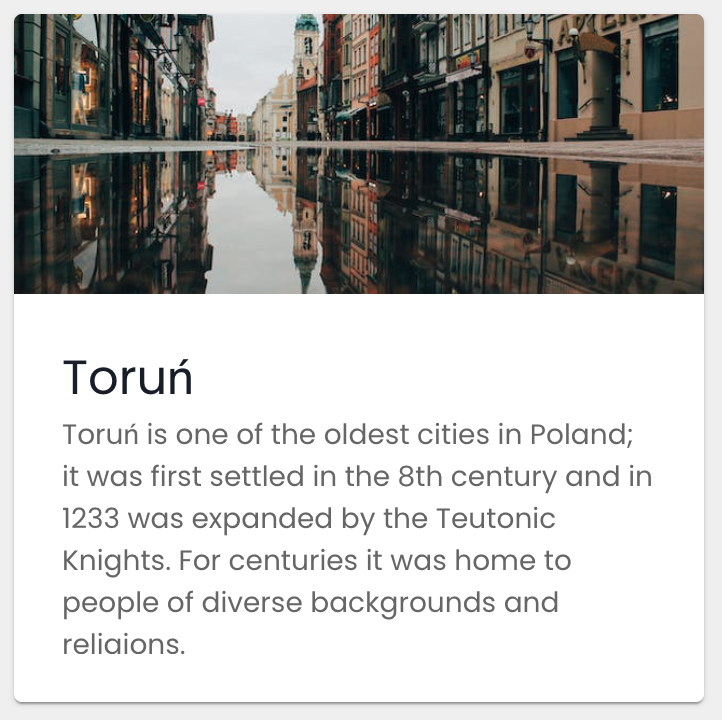 Toruń
Toruń is one of the oldest cities in Poland;
it was first settled in the 8th century and in
1233 was expanded by the Teutonic
Knights. For centuries it was home to
people of diverse backgrounds and
reliaions.